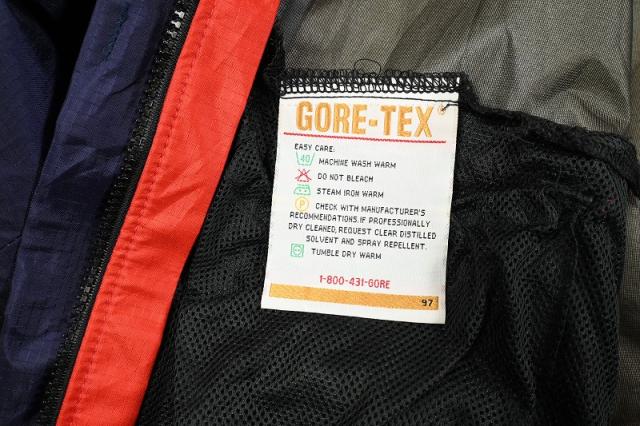 GORE-TEX®
EASY CARE:
40 MACHINE WASH WARM
DO NOT BLEACH
STEAM IRON WARM
P CHECK WITH MANUFACTURER'S
RECOMMENDATIONS.IF PROFESSIONALLY
DRY CLEANED, REQUEST CLEAR DISTILLED
SOLVENT AND SPRAY REPELLENT.
TUMBLE DRY WARM
1-800-431-GORE
97